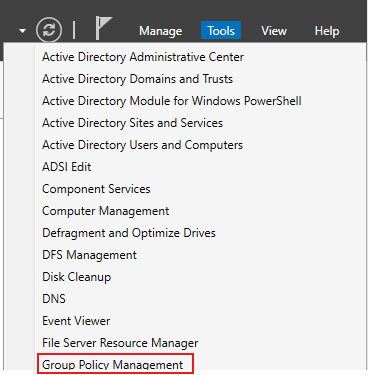 Manage Tools View Help
Active Directory Administrative Center
Active Directory Domains and Trusts
Active Directory Module for Windows PowerShell
Active Directory Sites and Services
Active Directory Users and Computers
ADSI Edit
Component Services
Computer Management
Defragment and Optimize Drives
DFS Management
Disk Cleanup
DNS
Event Viewer
File Server Resource Manager
Group Policy Management